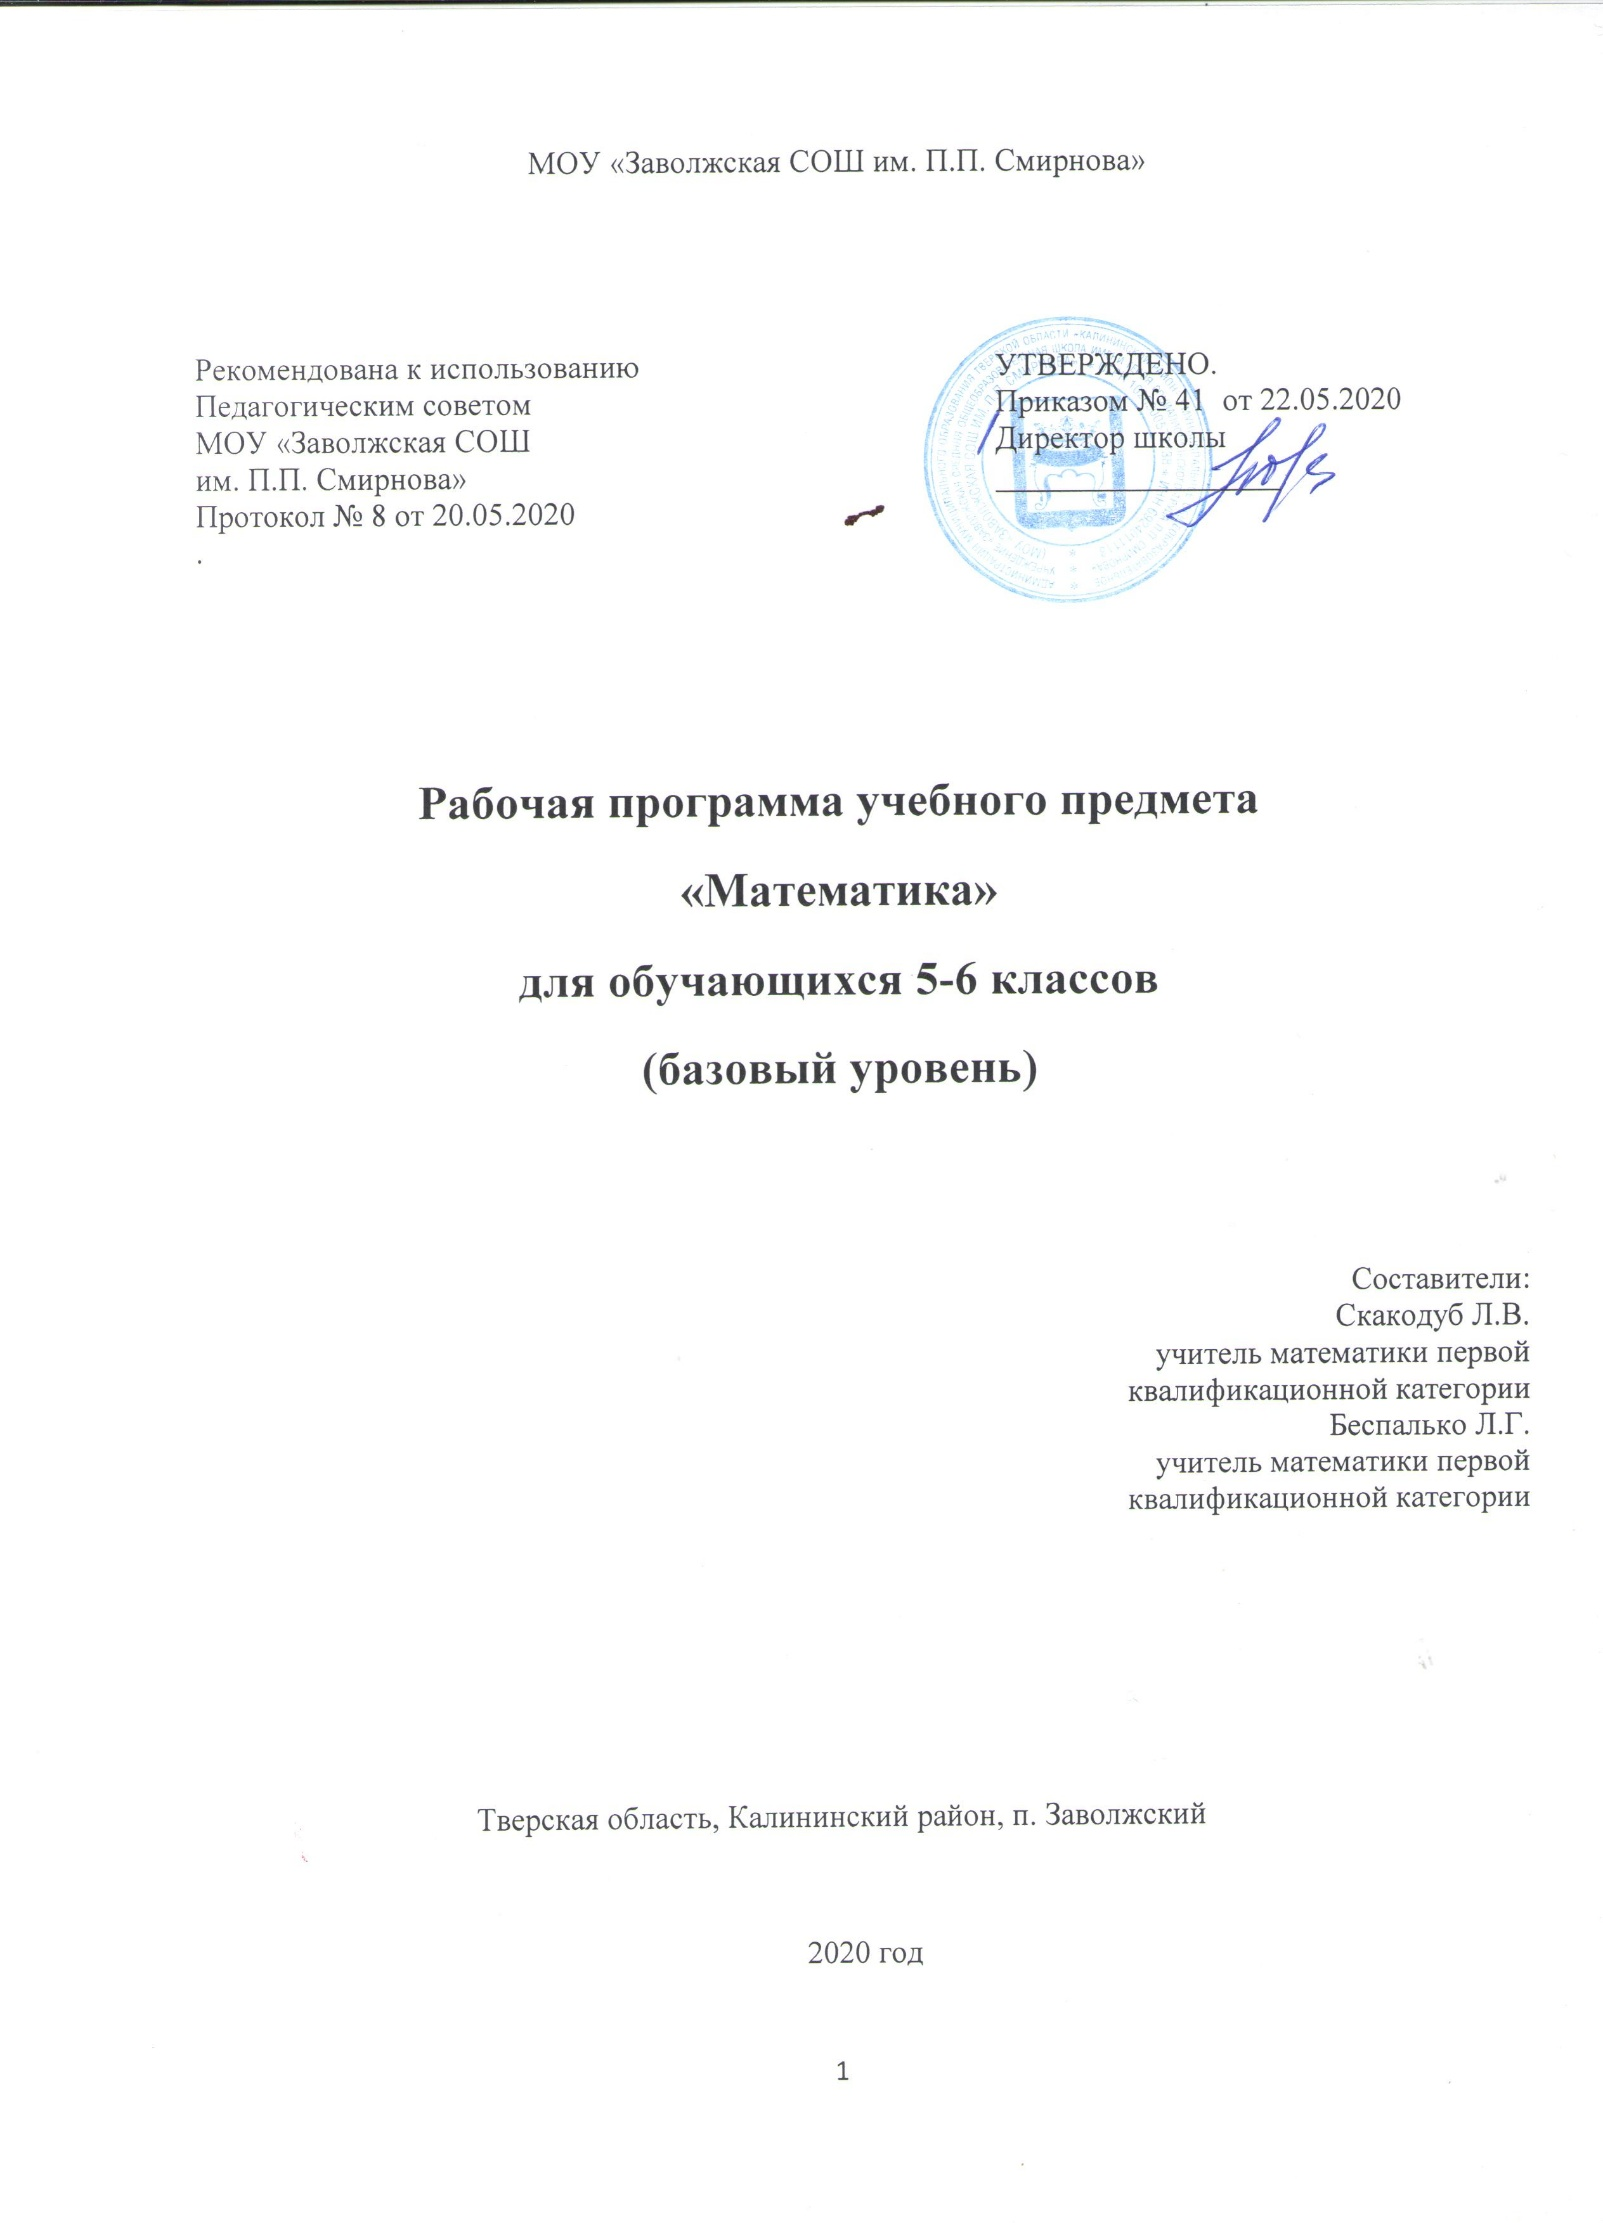 МОУ «Заволжская СОШ им. П.П. Смирнова»
Рекомендована к использованию
Педагогическим советом
МОУ «Заволжская СОШ
им. П.П. Смирнова»
Протокол № 8 от 20.05.2020
.
УТВЕРЖДЕНО.
Приказом № 41 от 22.05.2020
Директор школы
Рабочая программа учебного предмета
«Математика»
для обучающихся 5-6 классов
(базовый уровень)
Составители:
Скакодуб Л.В.
учитель математики первой
квалификационной категории
Беспалько Л.Г.
учитель математики первой
квалификационной категории
Тверская область, Калининский район, п. Заволжский
2020 год
1